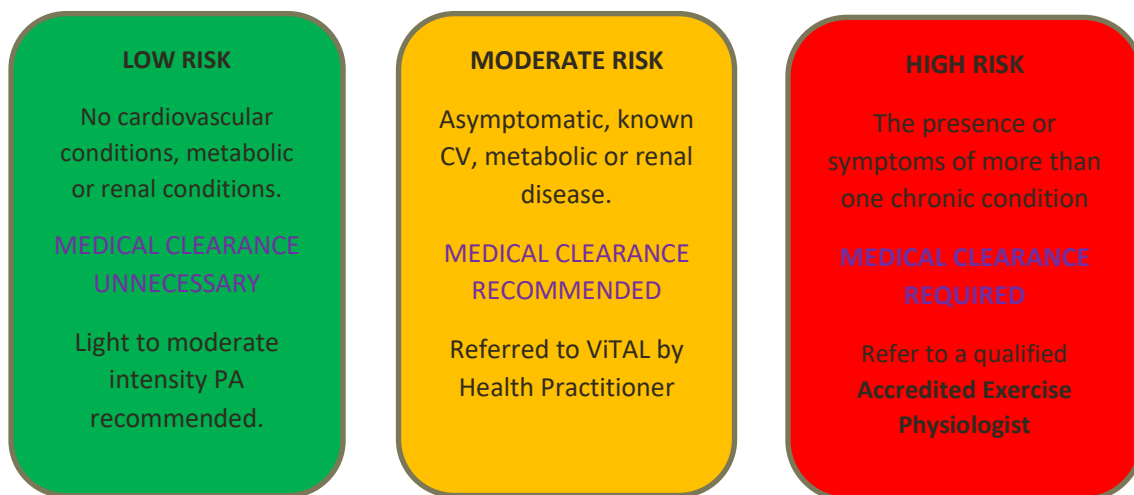 LOW RISK
No cardiovascular
conditions, metabolic
or renal conditions.
MEDICAL CLEARANCE
UNNECESSARY
Light to moderate
intensity PA
recommended.
MODERATE RISK
Asymptomatic, known
CV, metabolic or renal
disease.
MEDICAL CLEARANCE
RECOMMENDED
Referred to ViTAL by
Health Practitioner
HIGH RISK
The presence or
symptoms of more than
one chronic condition
MEDICAL CLEARANCE
REQUIRED
Refer to a qualified
Accredited Exercise
Physiologist